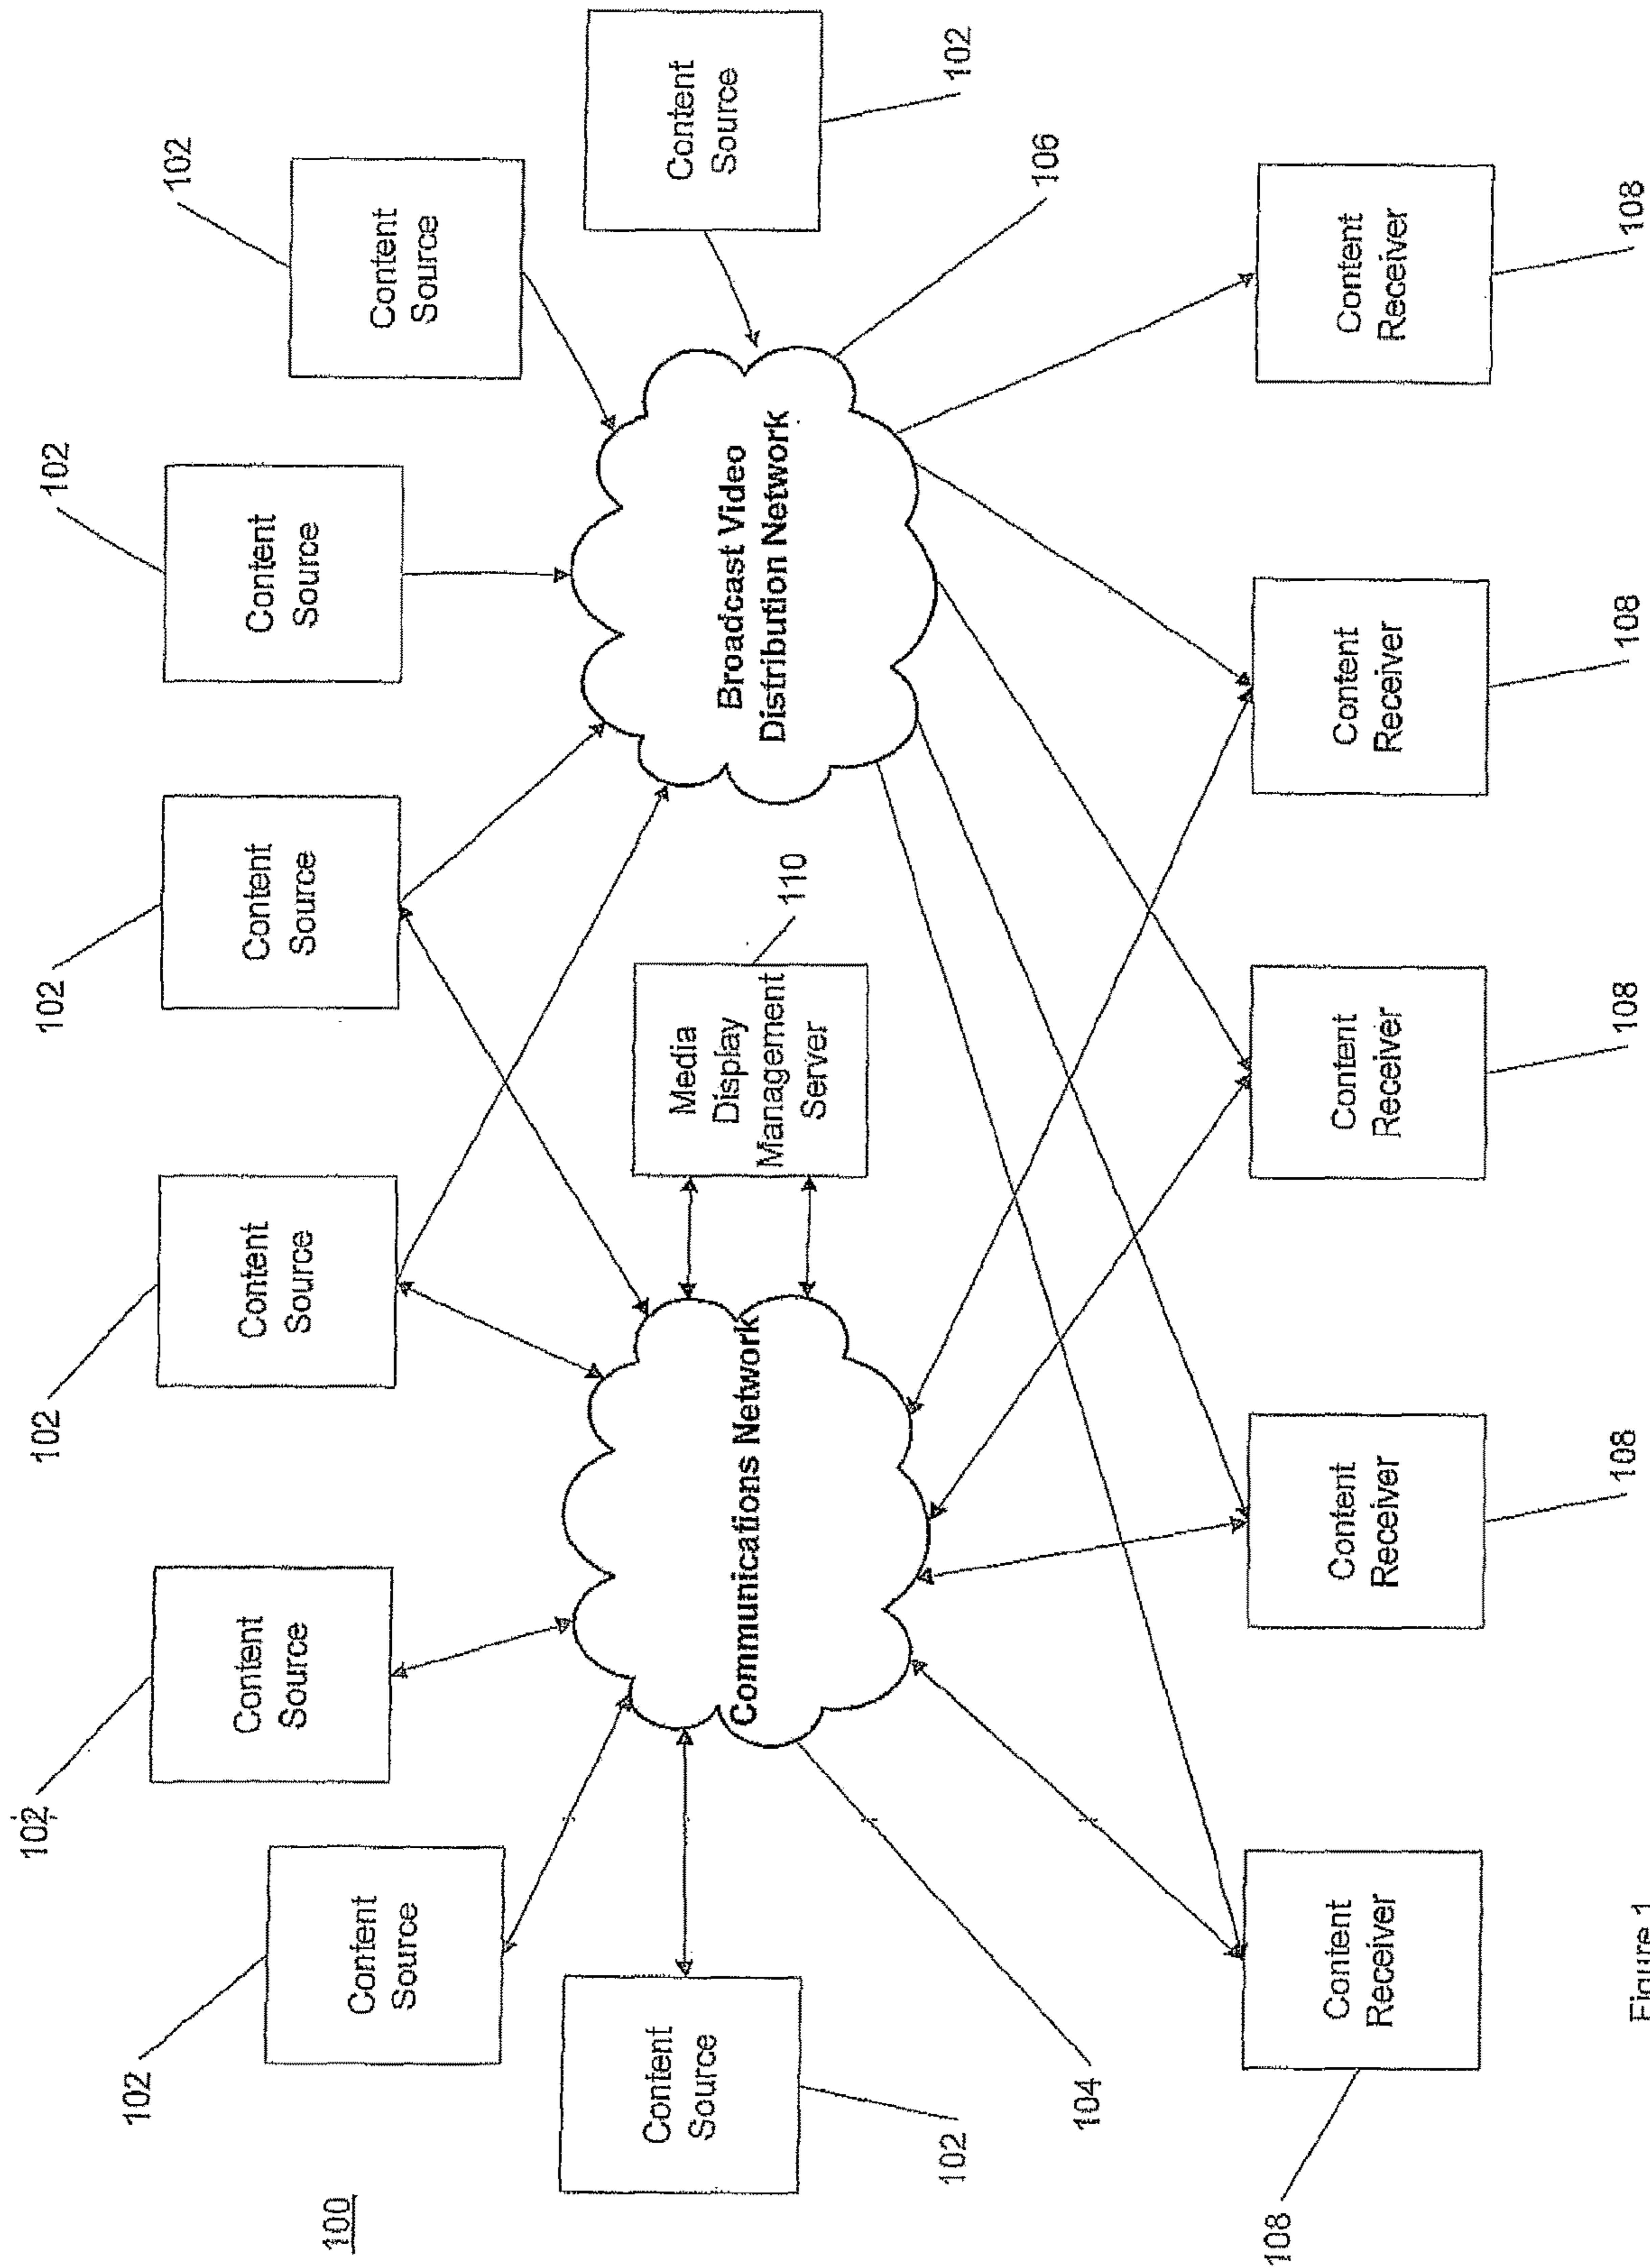 100
102
102
102
102
102
102
Content
Source
Content
Source
Content
Source
Content
Source
Content
Source
Content
Source
Content
Source
102
Communications Network
104
Media
Display
Management
Server
110
Broadcast Video
Distribution Network
106
Content
Source
102
Content
Receiver
108
Content
Receiver
108
Content
Receiver
108
Content
Receiver
108
Content
Receiver
108
Figure 1